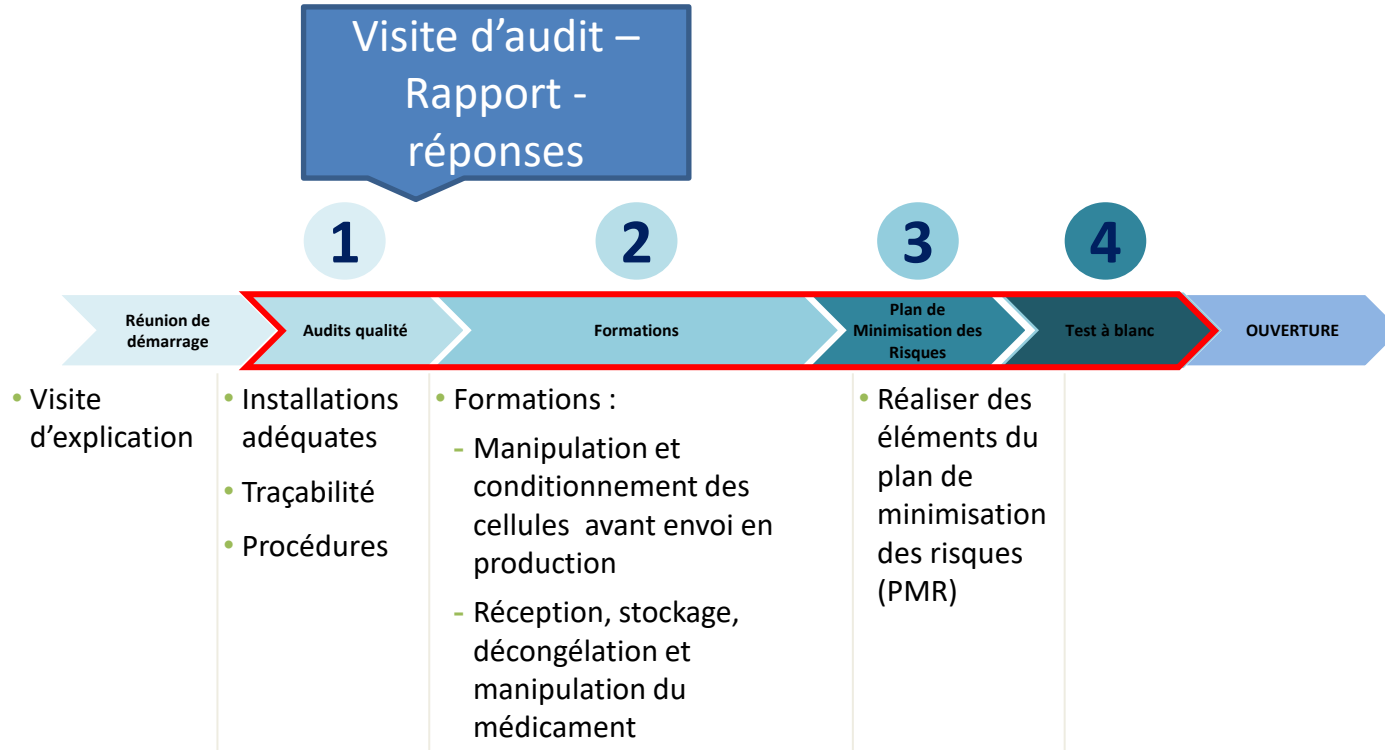 Visite d’audit –
Rapport -
réponses
1
2
3
4
Réunion de
démarrage
Audits qualité
Formations
Plan de
Minimisation des
Risques
Test à blanc
OUVERTURE
• Visite
d’explication
• Installations
adéquates
• Traçabilité
• Procédures
• Formations :
- Manipulation et
conditionnement des
cellules avant envoi en
production
- Réception, stockage,
décongélation et
manipulation du
médicament
• Réaliser des
éléments du
plan de
minimisation
des risques
(PMR)